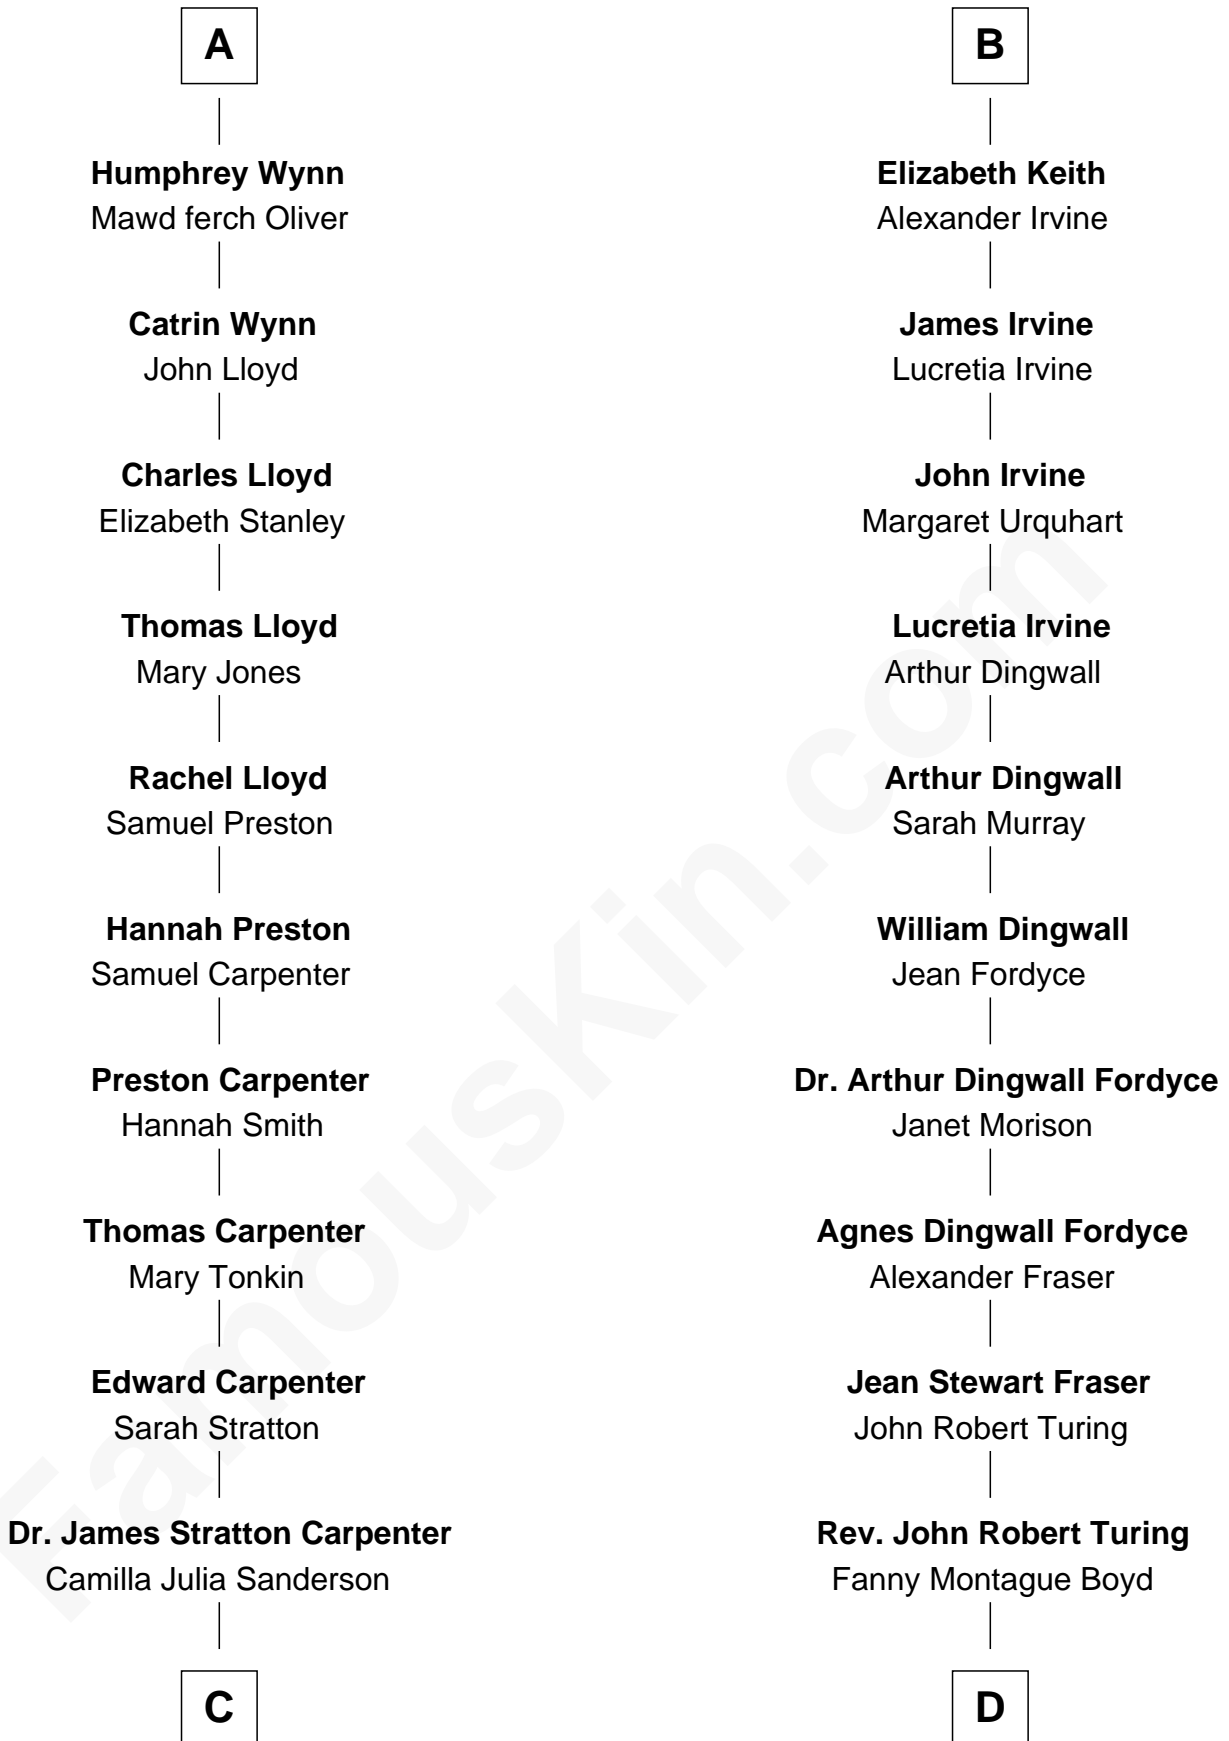 A
Humphrey Wynn
Mawd ferch Oliver
Catrin Wynn
John Lloyd
Charles Lloyd
Elizabeth Stanley
Thomas Lloyd
Mary Jones
Rachel Lloyd
Samuel Preston
Hannah Preston
Samuel Carpenter
Preston Carpenter
Hannah Smith
Thomas Carpenter
Mary Tonkin
Edward Carpenter
Sarah Stratton
Dr. James Stratton Carpenter
Camilla Julia Sanderson
C
B
Elizabeth Keith
Alexander Irvine
James Irvine
Lucretia Irvine
John Irvine
Margaret Urquhart
Lucretia Irvine
Arthur Dingwall
Arthur Dingwall
Sarah Murray
William Dingwall
Jean Fordyce
Dr. Arthur Dingwall Fordyce
Janet Morison
Agnes Dingwall Fordyce
Alexander Fraser
Jean Stewart Fraser
John Robert Turing
Rev. John Robert Turing
Fanny Montague Boyd
D
FamousKin.com